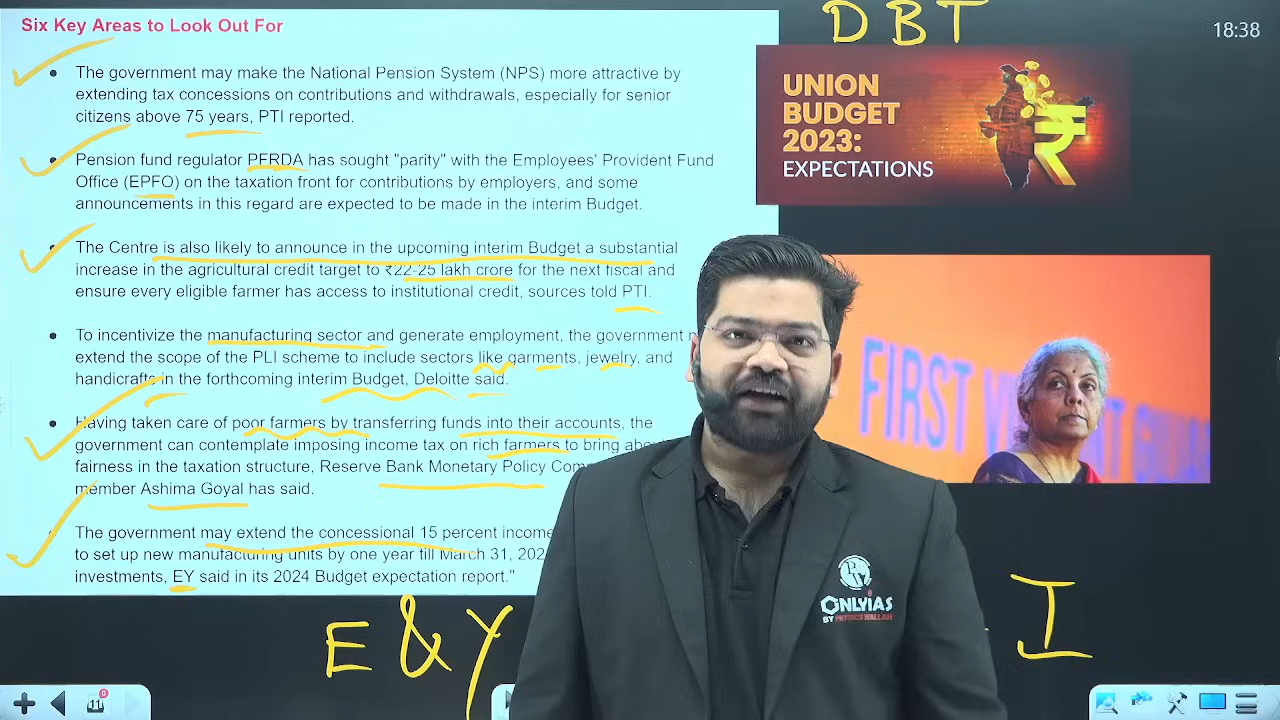 Six Key Areas to Look Out For
DBT
18:38
The government may make the National Pension System (NPS) more attractive by
extending tax concessions on contributions and withdrawals, especially for senior
citizens above 75 years, PTI reported.
Pension fund regulator PFRDA has sought "parity" with the Employees' Provident Fund
Office (EPFO) on the taxation front for contributions by employers, and some
announcements in this regard are expected to be made in the interim Budget.
The Centre is also likely to announce in the upcoming interim Budget a substantial
increase in the agricultural credit target to ₹22-25 lakh crore for the next fiscal and
ensure every eligible farmer has access to institutional credit, sources told PTI.
To incentivize the manufacturing sector and generate employment, the government
extend the scope of the PLI scheme to include sectors like garments, jewelry, and
handicrafts in the forthcoming interim Budget, Deloitte said.
Having taken care of poor farmers by transferring funds into their accounts, the
government can contemplate imposing income tax on rich farmers to bring
fairness in the taxation structure, Reserve Bank Monetary Policy
member Ashima Goyal has said.
The government may extend the concessional 15 percent income
to set up new manufacturing units by one year till March 31,
investments, EY said in its 2024 Budget expectation report."
UNION
BUDGET
2023:
EXPECTATIONS
FIRST
E&Y
I
ONLYIAS
BY PHYSICS WALLAH